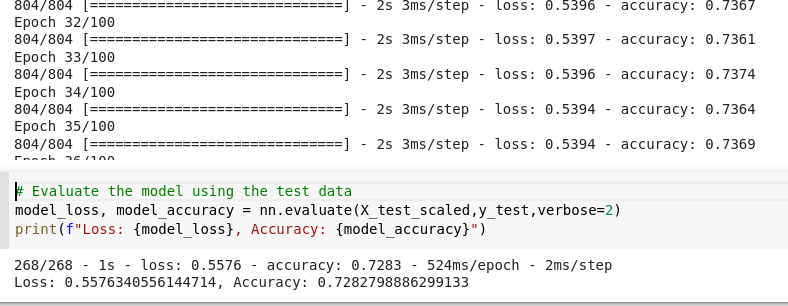 804/804 [==============================] - 2s 3ms/step - loss: 0.5396 - accuracy: 0.7367
Epoch 32/100
804/804 [==============================] - 2s 3ms/step - loss: 0.5397 - accuracy: 0.7361
Epoch 33/100
804/804 [==============================] - 2s 3ms/step - loss: 0.5396 - accuracy: 0.7374
Epoch 34/100
804/804 [==============================] - 2s 3ms/step - loss: 0.5394 - accuracy: 0.7364
Epoch 35/100
804/804 [==============================] - 2s 3ms/step - loss: 0.5394 - accuracy: 0.7369
Epoch 36/100
# Evaluate the model using the test data
model_loss, model_accuracy = nn.evaluate(X_test_scaled,y_test,verbose=2)
print(f"Loss: {model_loss}, Accuracy: {model_accuracy}")
268/268 - 1s - loss: 0.5576 - accuracy: 0.7283 - 524ms/epoch - 2ms/step
Loss: 0.5576340556144714, Accuracy: 0.7282798886299133